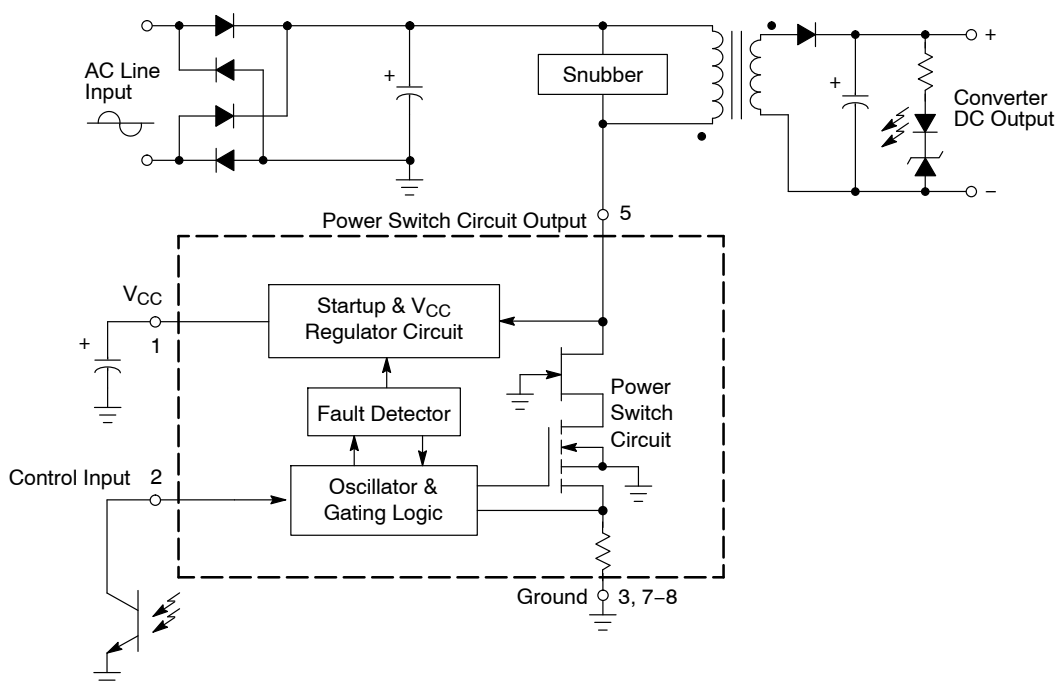 AC Line
Input
+
Snubber
+
+
Converter
DC Output
−
Power Switch Circuit Output
5
VCC
1
+
Startup & VCC
Regulator Circuit
Fault Detector
Power
Switch
Circuit
Control Input
2
Oscillator &
Gating Logic
Ground
3, 7−8